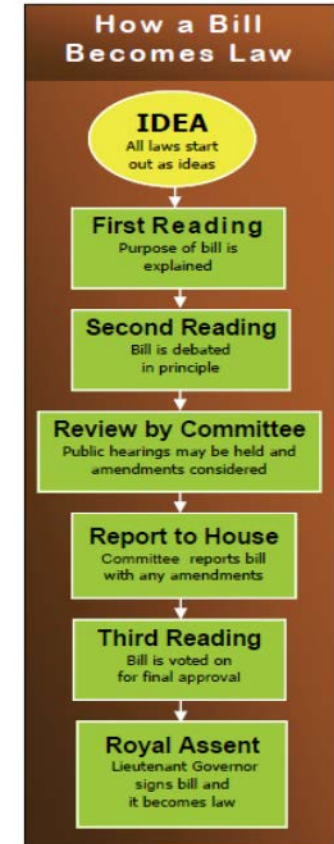 How a Bill
Becomes Law
IDEA
All laws start
out as ideas
First Reading
Purpose of bill is
explained
Second Reading
Bill is debated
in principle
Review by Committee
Public hearings may be held and
amendments considered
Report to House
Committee reports bill
with any amendments
Third Reading
Bill is voted on
for final approval
Royal Assent
Lieutenant Governor
signs bill and
it becomes law